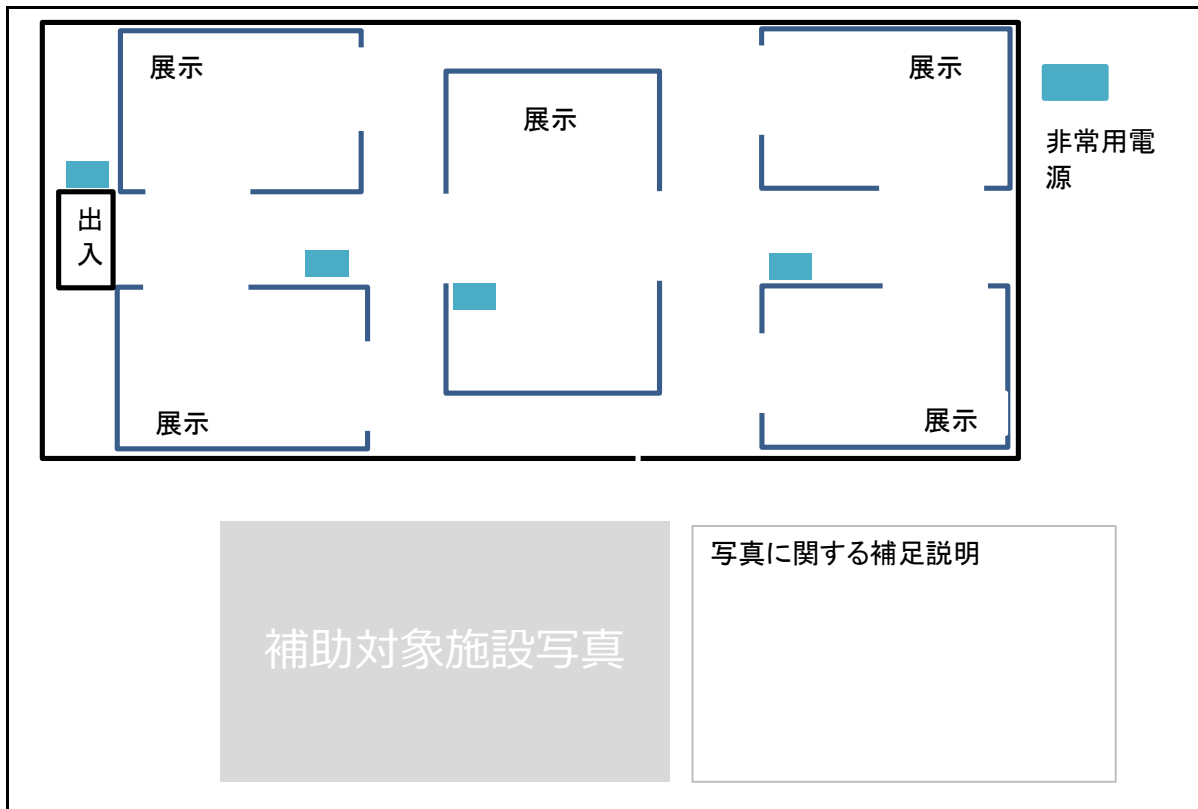 展示
展示
展示
非常用電
源
出
入
展示
展示
写真に関する補足説明
補助対象施設写真